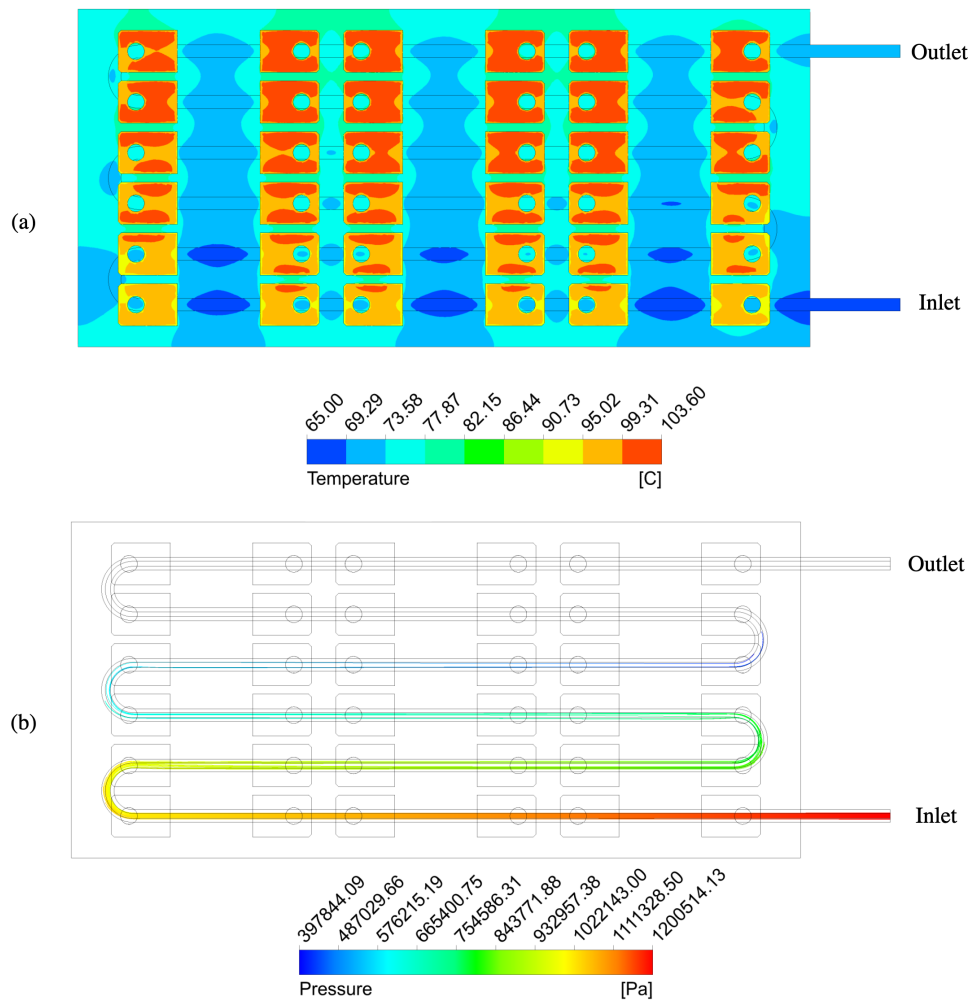 Outlet
(a)
Inlet
65.00
69.29
73.58
77.87
82.15
86.44
90.73
95.02
99.31
103.60
Temperature [C]
Outlet
(b)
Inlet
397844.09
487029.66
576215.19
665400.75
754586.31
843771.88
932957.38
1022143.00
1111328.50
1200514.13
Pressure [Pa]